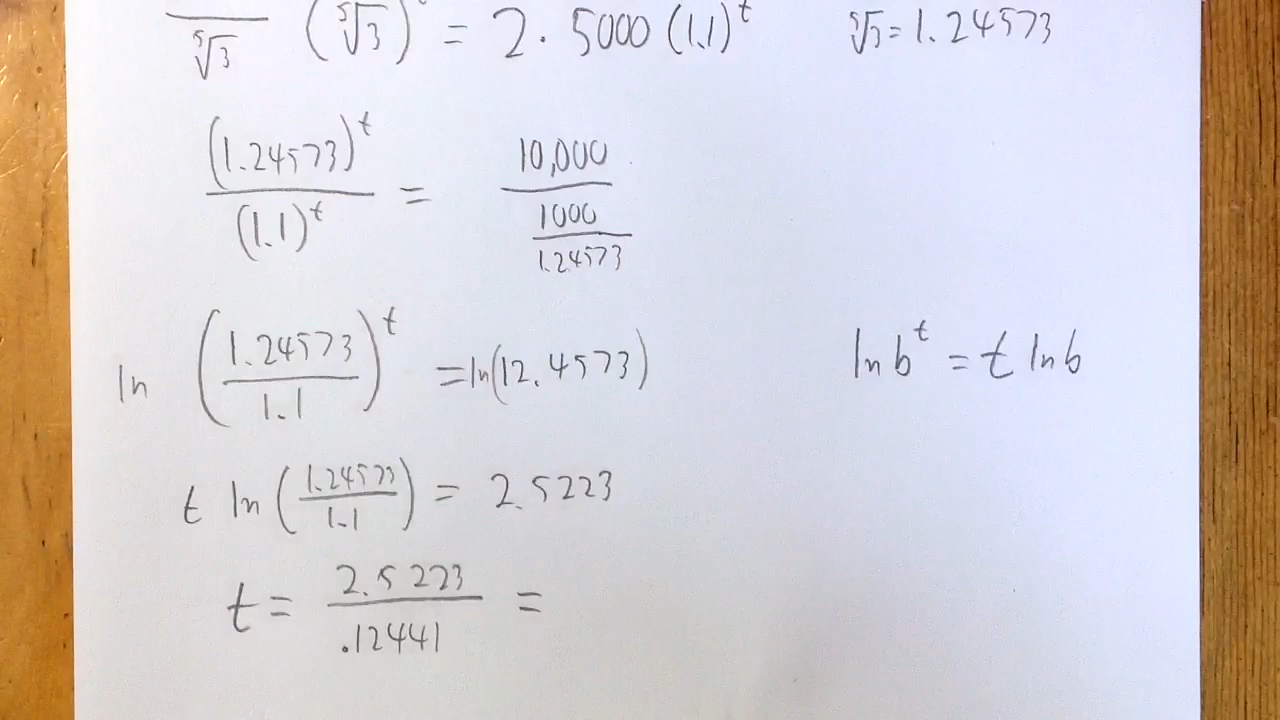 ⁵√3 (⁵√3) = 2. 5000 (1.1)^t ⁵√3 = 1.24573
(1.24573)^t / (1.1)^t = 10,000 / (1000 / 1.24573)
ln (1.24573 / 1.1)^t = ln(12.4573) ln b^t = t ln b
t ln (1.24573 / 1.1) = 2.5223
t = 2.5223 / .12441 =